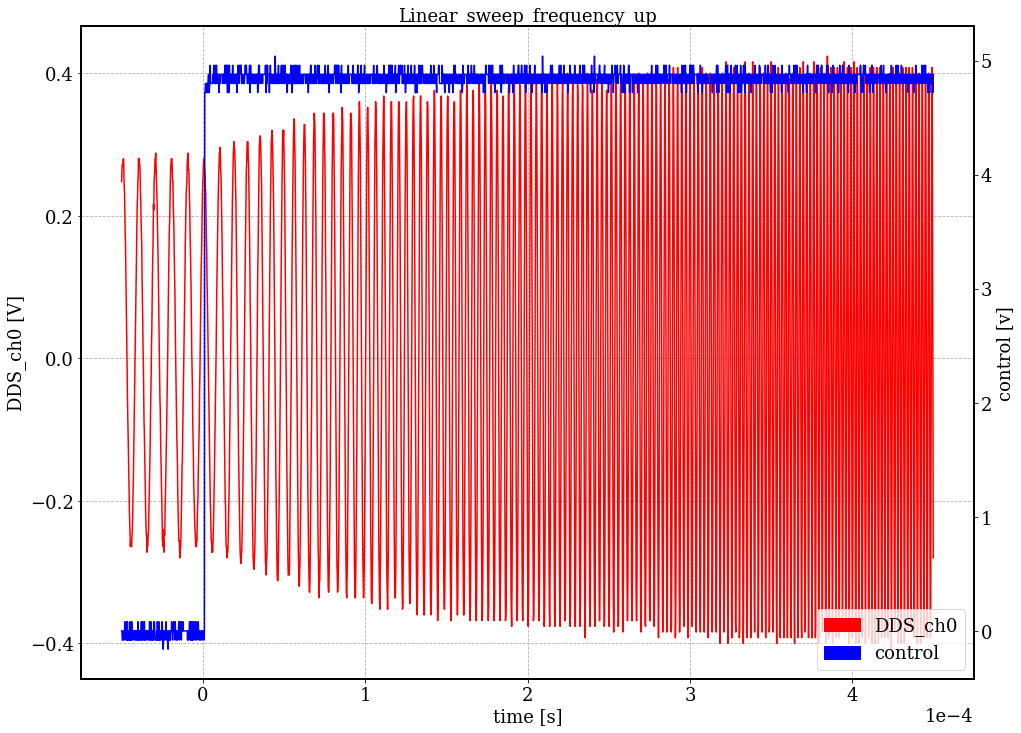 Linear_sweep_frequency_up
0.4
0.2
0.0
−0.2
−0.4
DDS_ch0 [V]
5
4
3
2
1
0
control [v]
DDS_ch0
control
0 1 2 3 4
time [s]
1e−4